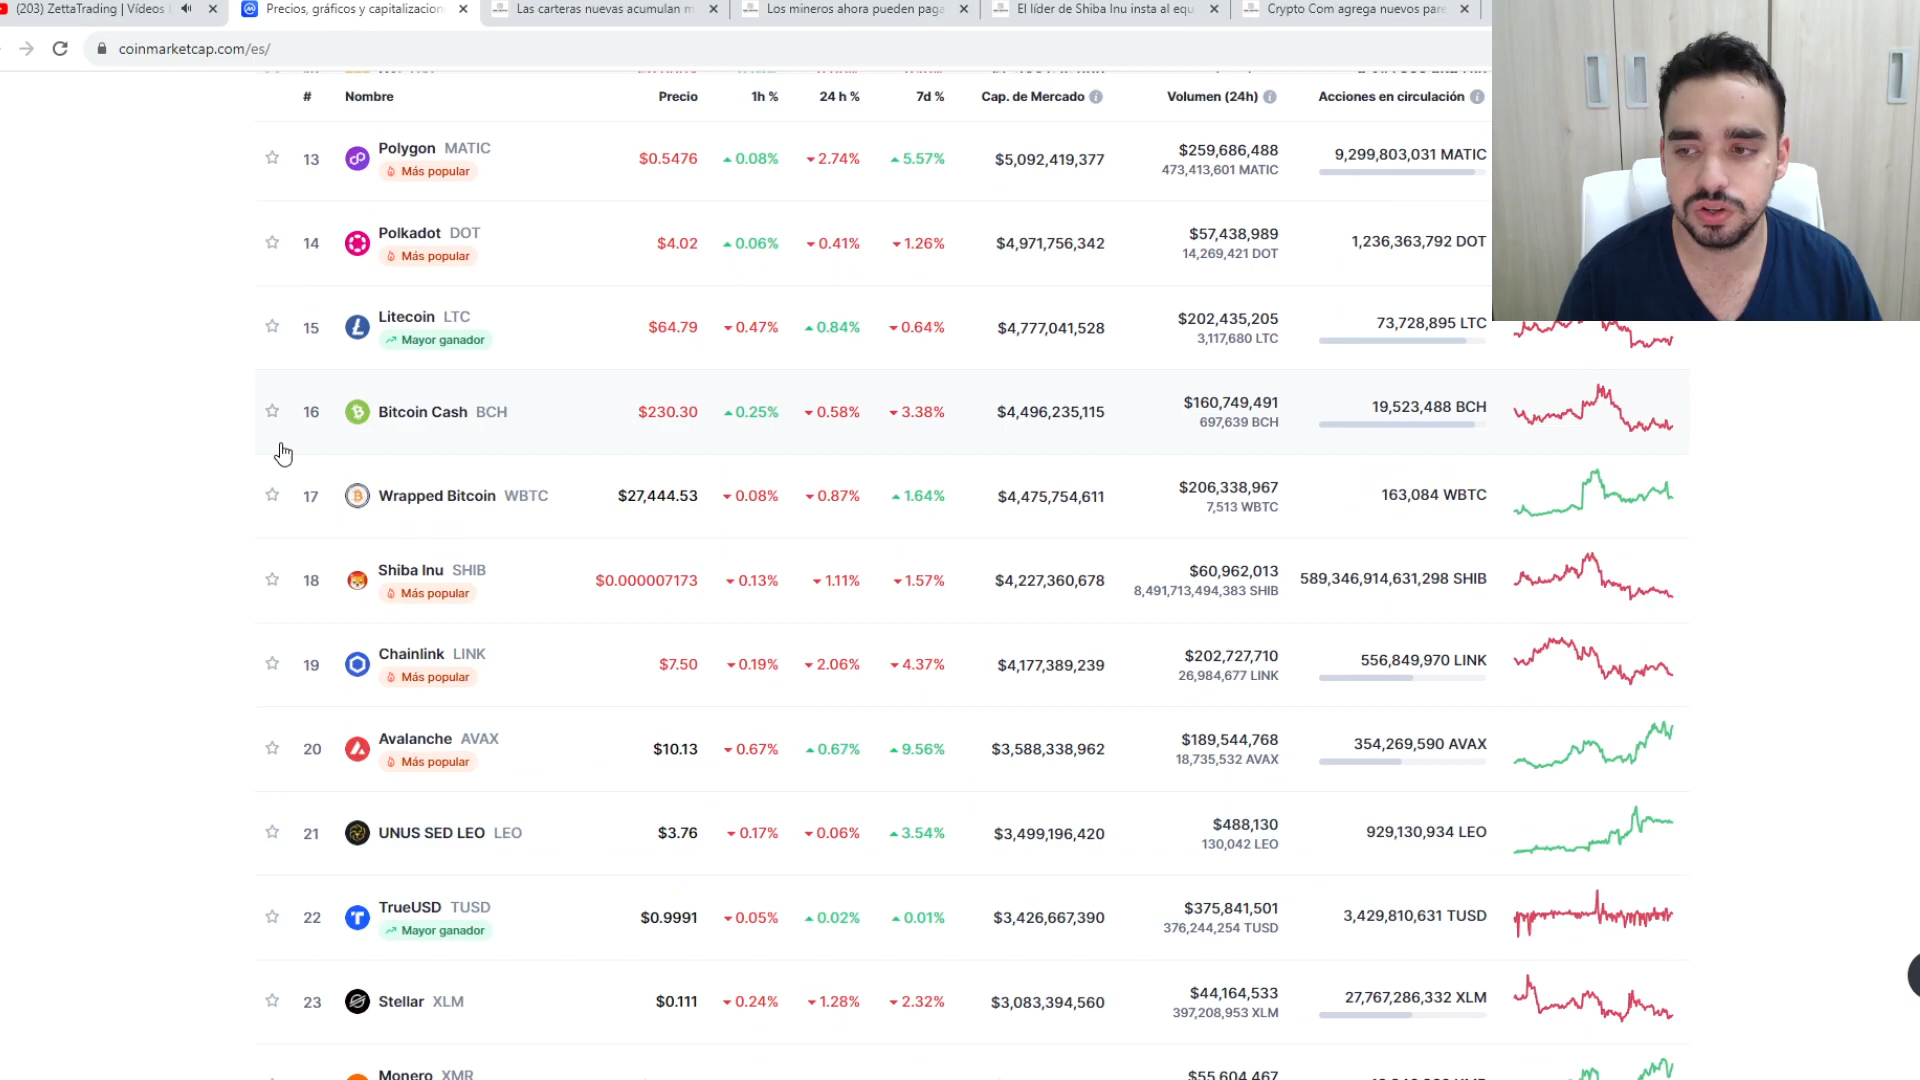 (203) ZettaTrading | Vídeos
Precios, gráficos y capitalizacion
Las carteras nuevas acumulan m
Los mineros ahora pueden paga
El líder de Shiba Inu insta al equ
Crypto Com agrega nuevos pare
coinmarketcap.com/es/
# Nombre Precio 1h % 24 h % 7d % Cap. de Mercado Volumen (24h) Acciones en circulación
13 Polygon MATIC $0.5476 0.08% 2.74% 5.57% $5,092,419,377 $259,686,488 9,299,803,031 MATIC
Más popular 473,413,601 MATIC
14 Polkadot DOT $4.02 0.06% 0.41% 1.26% $4,971,756,342 $57,438,989 1,236,363,792 DOT
Más popular 14,269,421 DOT
15 Litecoin LTC $64.79 0.47% 0.84% 0.64% $4,777,041,528 $202,435,205 73,728,895 LTC
Mayor ganador 3,117,680 LTC
16 Bitcoin Cash BCH $230.30 0.25% 0.58% 3.38% $4,496,235,115 $160,749,491 19,523,488 BCH
697,639 BCH
17 Wrapped Bitcoin WBTC $27,444.53 0.08% 0.87% 1.64% $4,475,754,611 $206,338,967 163,084 WBTC
7,513 WBTC
18 Shiba Inu SHIB $0.000007173 0.13% 1.11% 1.57% $4,227,360,678 $60,962,013 589,346,914,631,298 SHIB
Más popular 8,491,713,494,383 SHIB
19 Chainlink LINK $7.50 0.19% 2.06% 4.37% $4,177,389,239 $202,727,710 556,849,970 LINK
Más popular 26,984,677 LINK
20 Avalanche AVAX $10.13 0.67% 0.67% 9.56% $3,588,338,962 $189,544,768 354,269,590 AVAX
Más popular 18,735,532 AVAX
21 UNUS SED LEO LEO $3.76 0.17% 0.06% 3.54% $3,499,196,420 $488,130 929,130,934 LEO
130,042 LEO
22 TrueUSD TUSD $0.9991 0.05% 0.02% 0.01% $3,426,667,390 $375,841,501 3,429,810,631 TUSD
Mayor ganador 376,244,254 TUSD
23 Stellar XLM $0.111 0.24% 1.28% 2.32% $3,083,394,560 $44,164,533 27,767,286,332 XLM
397,208,953 XLM
Monero XMR $55,604,467